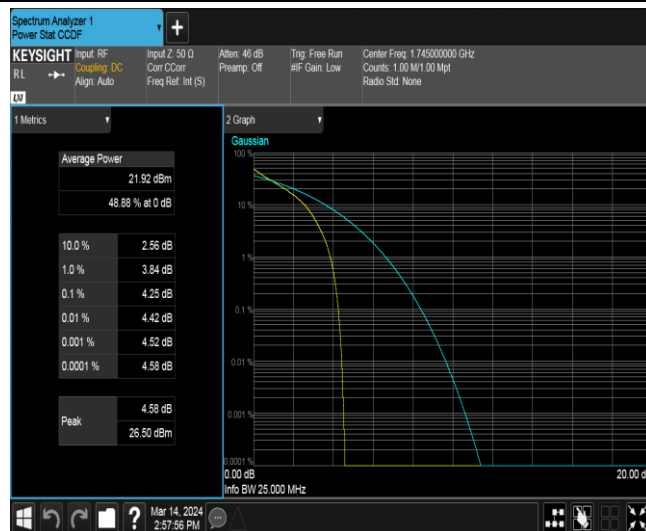 Spectrum Analyzer 1
Power Stat CCDF
+
KEYSIGHT
RL
LXI
Input: RF
Coupling: DC
Align: Auto
Input Z: 50 Ω
Corr CCorr
Freq Ref: Int (S)
Atten: 46 dB
Preamp: Off
Trig: Free Run
#IF Gain: Low
Center Freq: 1.745000000 GHz
Counts: 1.00 M/1.00 Mpt
Radio Std: None
1 Metrics
Average Power
21.92 dBm
48.88 % at 0 dB
10.0 % 2.56 dB
1.0 % 3.84 dB
0.1 % 4.25 dB
0.01 % 4.42 dB
0.001 % 4.52 dB
0.0001 % 4.58 dB
Peak
4.58 dB
26.50 dBm
2 Graph
Gaussian
100 %
10 %
1 %
0.1 %
0.01 %
0.001 %
0.0001 %
0.00 dB
20.00 d
Info BW 25.000 MHz
?
Mar 14, 2024
2:57:56 PM